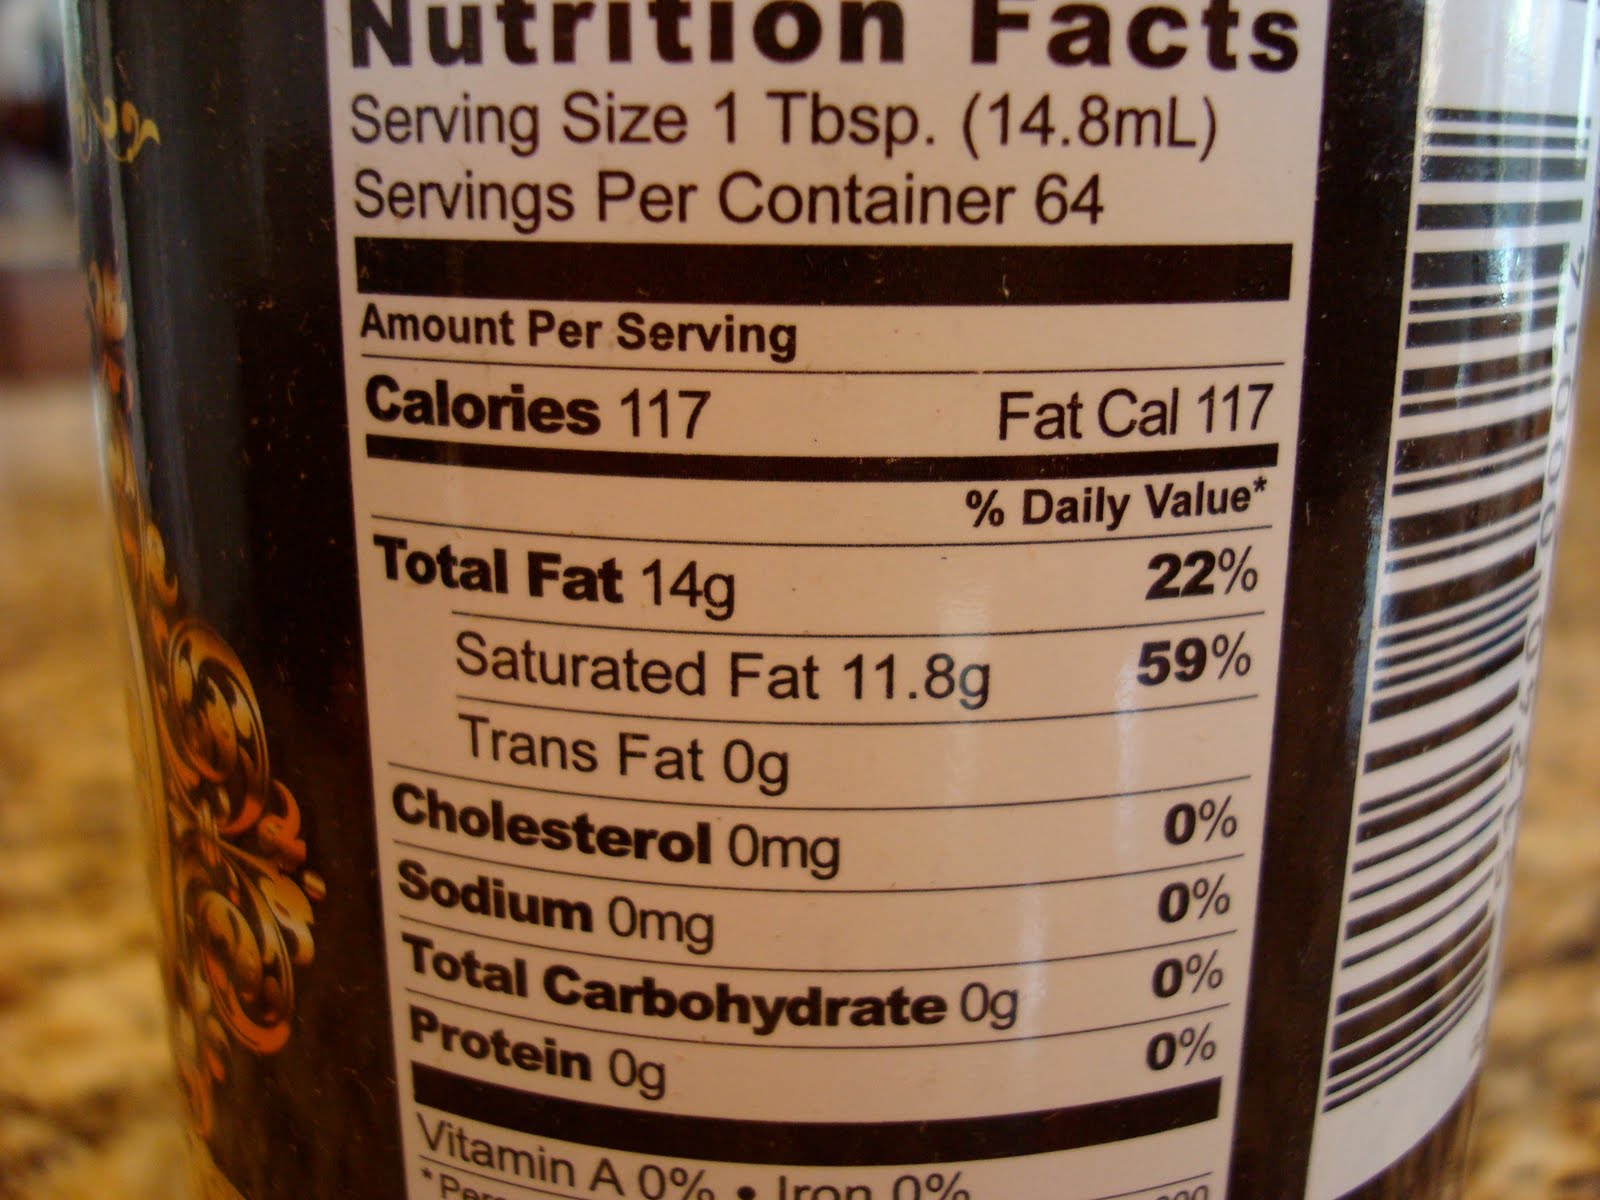 Nutrition Facts
Serving Size 1 Tbsp. (14.8mL)
Servings Per Container 64
Amount Per Serving
Calories 117 Fat Cal 117
% Daily Value*
Total Fat 14g 22%
Saturated Fat 11.8g 59%
Trans Fat 0g
Cholesterol 0mg 0%
Sodium 0mg 0%
Total Carbohydrate 0g 0%
Protein 0g 0%
Vitamin A 0% • Iron 0%